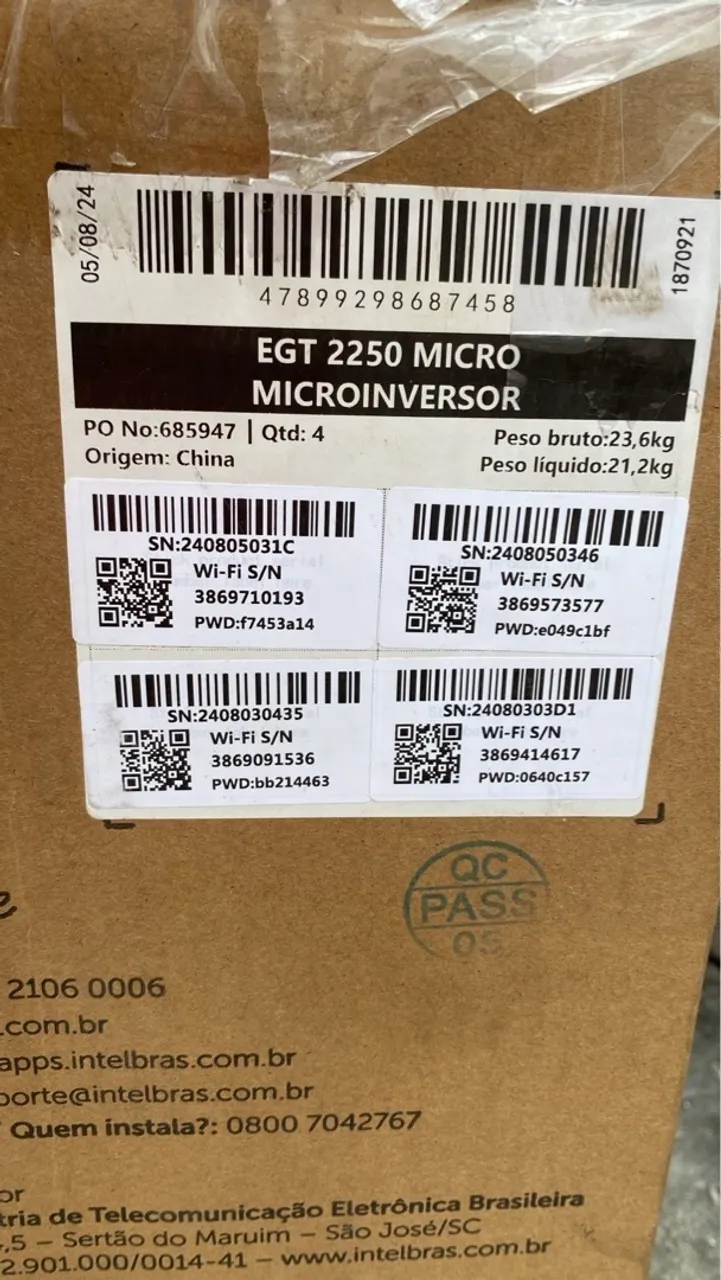 05/08/24
47899298687458
1870921
EGT 2250 MICRO
MICROINVERSOR
PO No:685947 | Qtd: 4
Peso bruto:23,6kg
Origem: China
Peso líquido:21,2kg
SN:240805031C
Wi-Fi S/N
3869710193
PWD:f7453a14
SN:2408050346
Wi-Fi S/N
3869573577
PWD:e049c1bf
SN:2408030435
Wi-Fi S/N
3869091536
PWD:bb214463
SN:24080303D1
Wi-Fi S/N
3869414617
PWD:0640c157
QC
PASS
05
2106 0006
.com.br
apps.intelbras.com.br
porte@intelbras.com.br
Quem instala?: 0800 7042767
or
tria de Telecomunicação Eletrônica Brasileira
,5 – Sertão do Maruim – São José/SC
2.901.000/0014-41 – www.intelbras.com.br